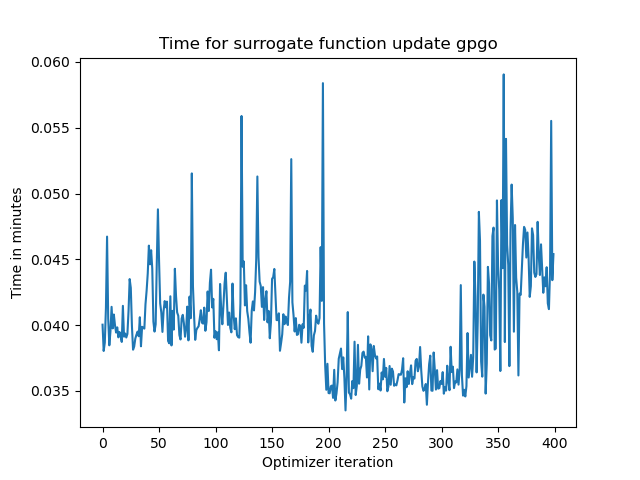 Time for surrogate function update gpgo
0.060
0.055
0.050
0.045
0.040
0.035
Time in minutes
0 50 100 150 200 250 300 350 400
Optimizer iteration